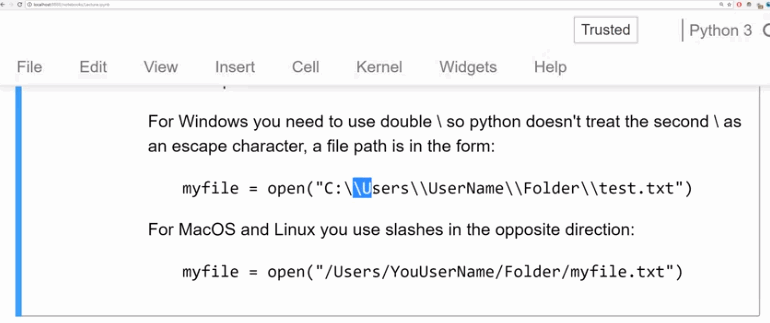 Trusted
Python 3
File Edit View Insert Cell Kernel Widgets Help
For Windows you need to use double \ so python doesn't treat the second \ as
an escape character, a file path is in the form:
myfile = open("C:\\Users\\UserName\\Folder\\test.txt")
For MacOS and Linux you use slashes in the opposite direction:
myfile = open("/Users/YouUserName/Folder/myfile.txt")